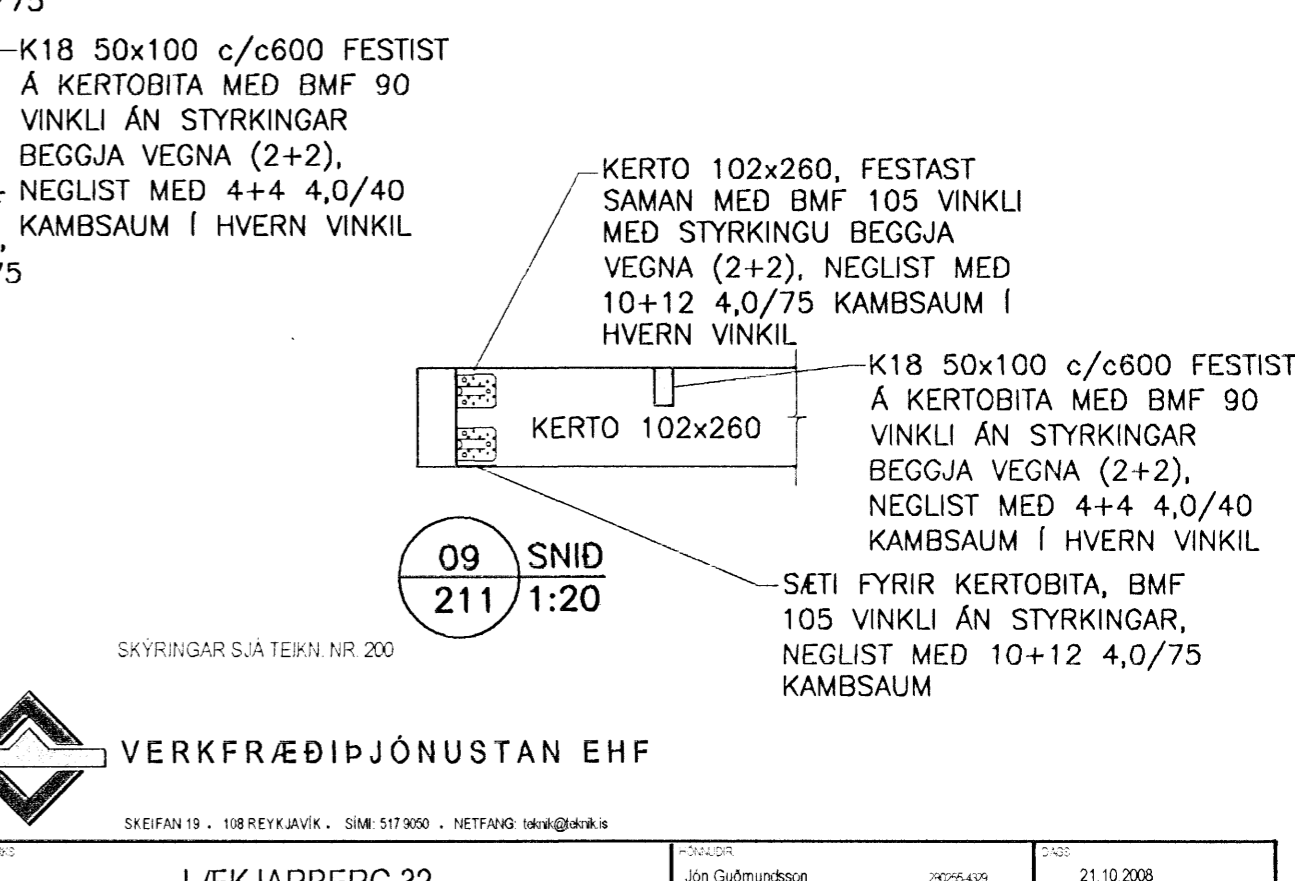 /75
K18 50x100 c/c600 FESTIST
Á KERTOBITA MEÐ BMF 90
VINKLI ÁN STYRKINGAR
BEGGJA VEGNA (2+2),
NEGLIST MEÐ 4+4 4,0/40
KAMBSAUM Í HVERN VINKIL
75
KERTO 102x260, FESTAST
SAMAN MEÐ BMF 105 VINKLI
MEÐ STYRKINGU BEGGJA
VEGNA (2+2), NEGLIST MEÐ
10+12 4,0/75 KAMBSAUM Í
HVERN VINKIL
KERTO 102x260
K18 50x100 c/c600 FESTIST
Á KERTOBITA MEÐ BMF 90
VINKLI ÁN STYRKINGAR
BEGGJA VEGNA (2+2),
NEGLIST MEÐ 4+4 4,0/40
KAMBSAUM Í HVERN VINKIL
SÆTI FYRIR KERTOBITA, BMF
105 VINKLI ÁN STYRKINGAR,
NEGLIST MEÐ 10+12 4,0/75
KAMBSAUM
09 SNIÐ
211 1:20
SKÝRINGAR SJÁ TEIKN. NR. 200
VERKFRÆÐIÞJÓNUSTAN EHF
SKEIFAN 19 . 108 REYKJAVÍK . SÍMI: 517 9050 . NETFANG: teknik@teknik.is
HÖNNUÐIR
Jón Guðmundsson 290255-4329
DAGS
21.10.2008